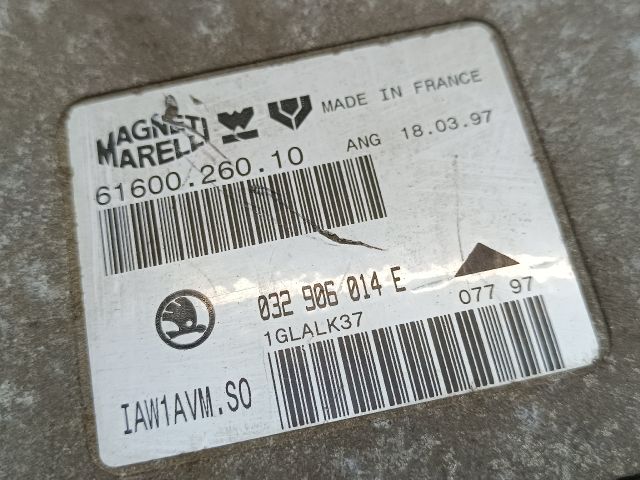 MAGNETI
MARELLI
MADE IN FRANCE
61600.260.10
ANG 18.03.97
032 906 014 E
1GLALK37
077 97
IAW1AVM.S0